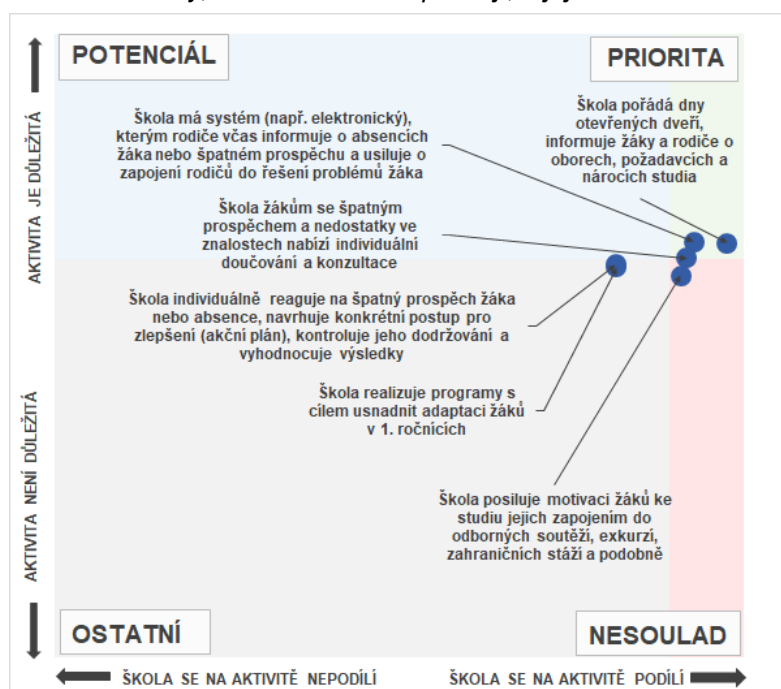 POTENCIÁL
PRIORITA
Škola má systém (např. elektronický),
kterým rodiče včas informuje o absencích
žáka nebo špatném prospěchu a usiluje o
zapojení rodičů do řešení problémů žáka
Škola pořádá dny
otevřených dveří,
informuje žáky a rodiče o
oborech, požadavcích a
nárocích studia
Škola žákům se špatným
prospěchem a nedostatky ve
znalostech nabízí individuální
doučování a konzultace
Škola individuálně reaguje na špatný prospěch žáka
nebo absence, navrhuje konkrétní postup pro
zlepšení (akční plán), kontroluje jeho dodržování a
vyhodnocuje výsledky
Škola realizuje programy s
cílem usnadnit adaptaci žáků
v 1. ročnících
Škola posiluje motivaci žáků ke
studiu jejich zapojením do
odborných soutěží, exkurzí,
zahraničních stáží a podobně
OSTATNÍ
NESOULAD
AKTIVITA JE DŮLEŽITÁ
AKTIVITA NENÍ DŮLEŽITÁ
ŠKOLA SE NA AKTIVITĚ NEPODÍLÍ
ŠKOLA SE NA AKTIVITĚ PODÍLÍ